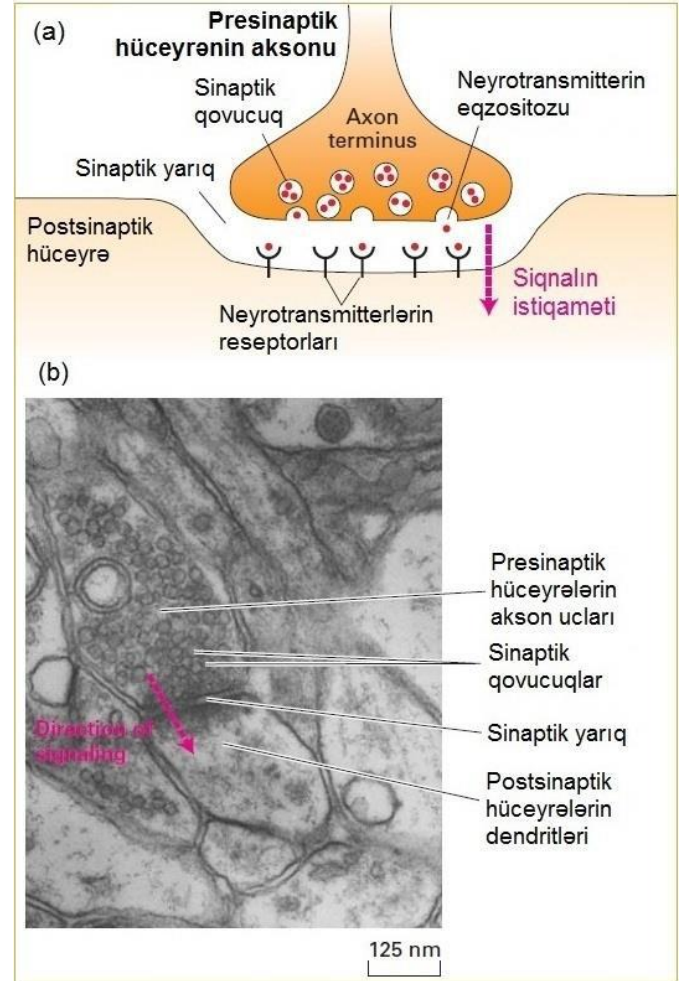 (a)
Presinaptik
hüceyrənin aksonu
Sinaptik
qovucuq
Neyrotransmitterin
eqzositozu
Axon
terminus
Sinaptik yarıq
Postsinaptik
hüceyrə
Siqnalın
istiqaməti
Neyrotransmitterlərin
reseptorları
(b)
Presinaptik
hüceyrələrin
akson ucları
Sinaptik
qovucuqlar
Direction of
signaling
Sinaptik yarıq
Postsinaptik
hüceyrələrin
dendritləri
125 nm